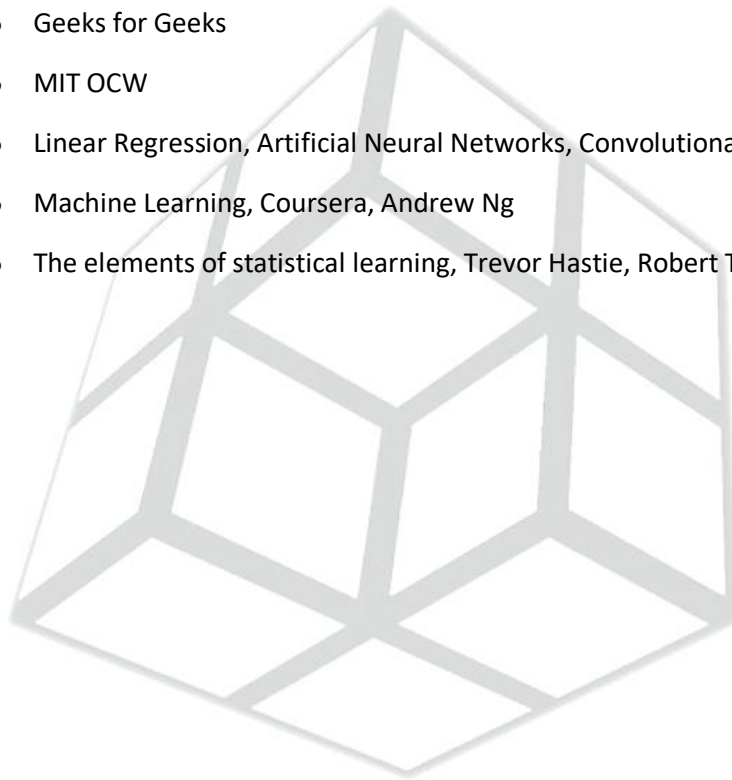 Geeks for Geeks
MIT OCW
Linear Regression, Artificial Neural Networks,
Machine Learning, Coursera, Andrew Ng
The elements of statistical learning, Trevor Hastie, Robert